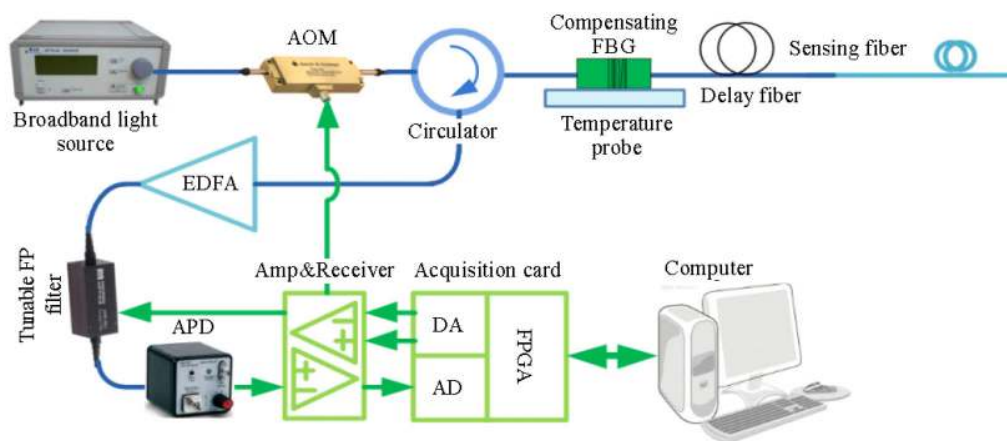 AOM
Compensating
FBG
Sensing fiber
Delay fiber
Broadband light
source
Circulator
Temperature
probe
EDFA
Tunable FP
filter
Amp&Receiver
Acquisition card
Computer
APD
DA
FPGA
AD